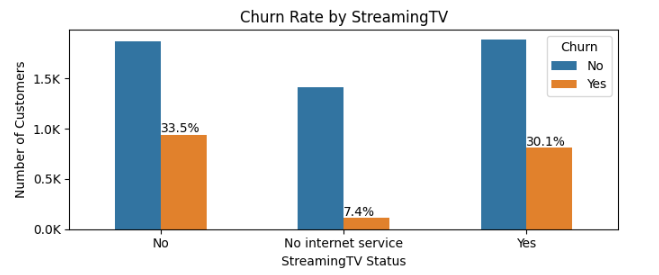 Churn Rate by StreamingTV
Number of Customers
1.5K
1.0K
0.5K
0.0K
33.5%
7.4%
30.1%
Churn
No
Yes
No
No internet service
Yes
StreamingTV Status